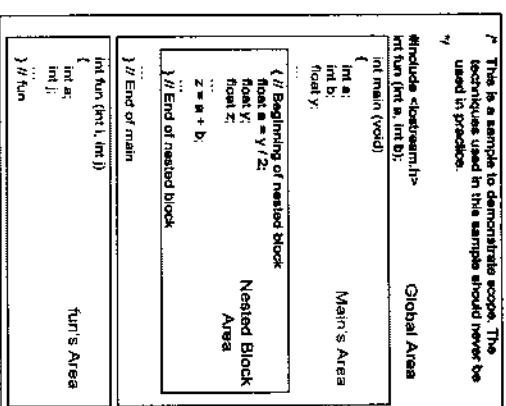 /* This is a sample to demonstrate scope. The
techniques used in this sample should never be
used in practice.
*/
#include <iostream.h>
int fun (int a, int b);
Global Area
int main (void)
{
int a;
int b;
float y;
Main's Area
...
{ // Beginning of nested block
float a = y / 2;
float y;
float z;
Nested Block
Area
...
z = a * b;
} // End of nested block
...
} // End of main
int fun (int i, int j)
{
int a;
int j;
fun's Area
...
} // fun